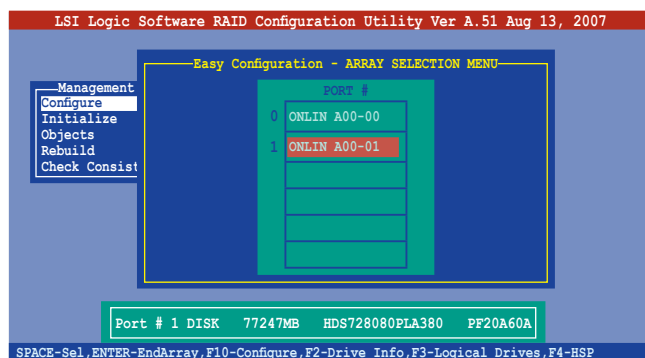 LSI Logic Software RAID Configuration Utility Ver A.51 Aug 13, 2007
Easy Configuration - ARRAY SELECTION MENU
Management
Configure
Initialize
Objects
Rebuild
Check Consist
PORT #
0 ONLIN A00-00
1 ONLIN A00-01
Port # 1 DISK 77247MB HDS728080PLA380 PF20A60A
SPACE-Sel,ENTER-EndArray,F10-Configure,F2-Drive Info,F3-Logical Drives,F4-HSP